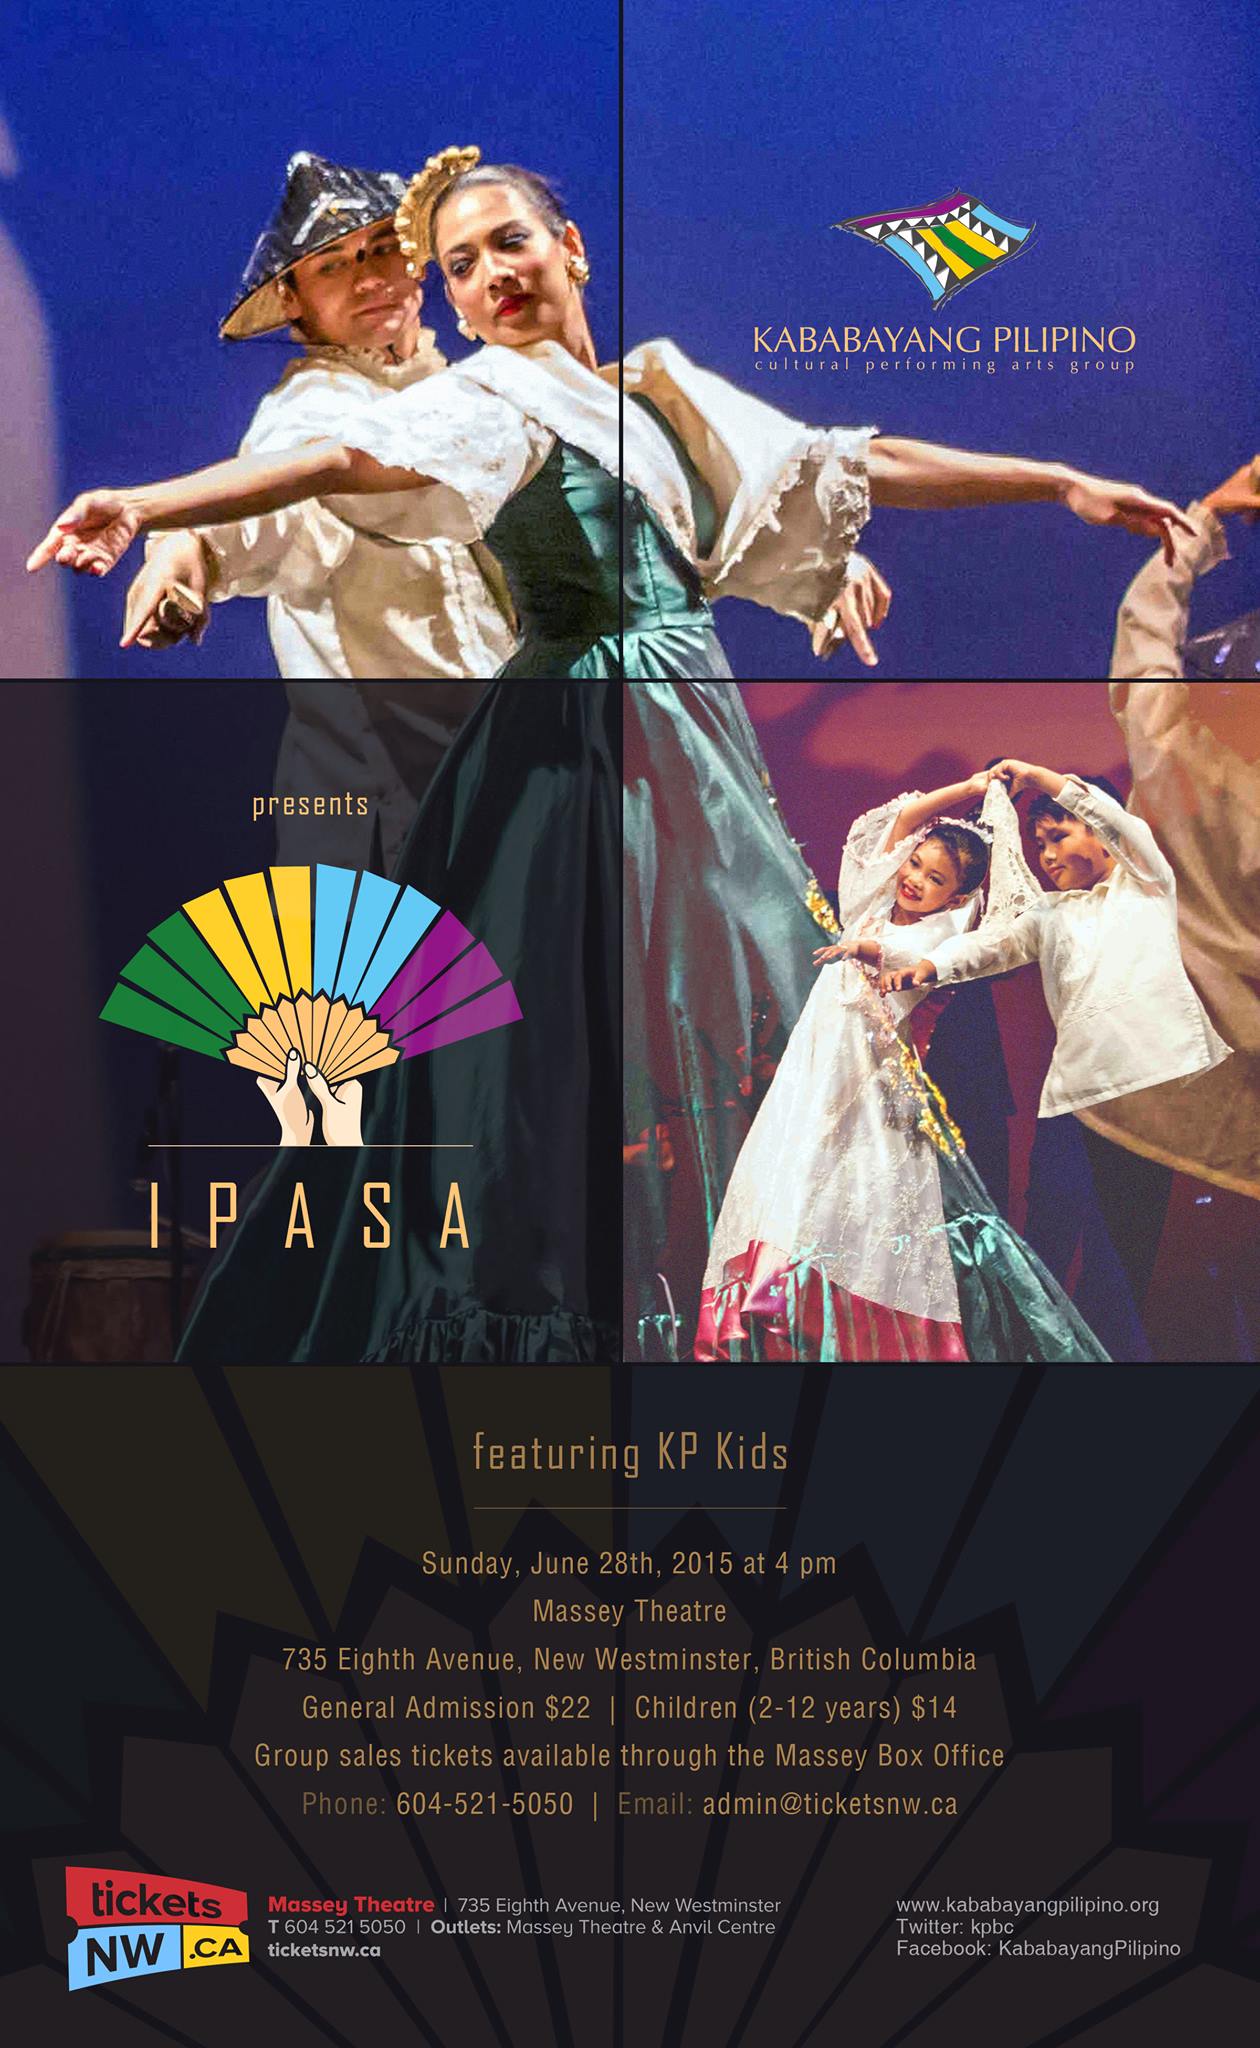 KABABAYANG PILIPINO
cultural performing arts group
presents
IPASA
featuring KP Kids
Sunday, June 28th, 2015 at 4 pm
Massey Theatre
735 Eighth Avenue, New Westminster, British Columbia
General Admission $22 | Children (2-12 years) $14
Group sales tickets available through the Massey Box Office
Phone: 604-521-5050 | Email: admin@ticketsnw.ca
tickets
NW .CA
Massey Theatre | 735 Eighth Avenue, New Westminster
T 604 521 5050 | Outlets: Massey Theatre & Anvil Centre
ticketsnw.ca
www.kababayangpilipino.org
Twitter: kpbc
Facebook: KababayangPilipino